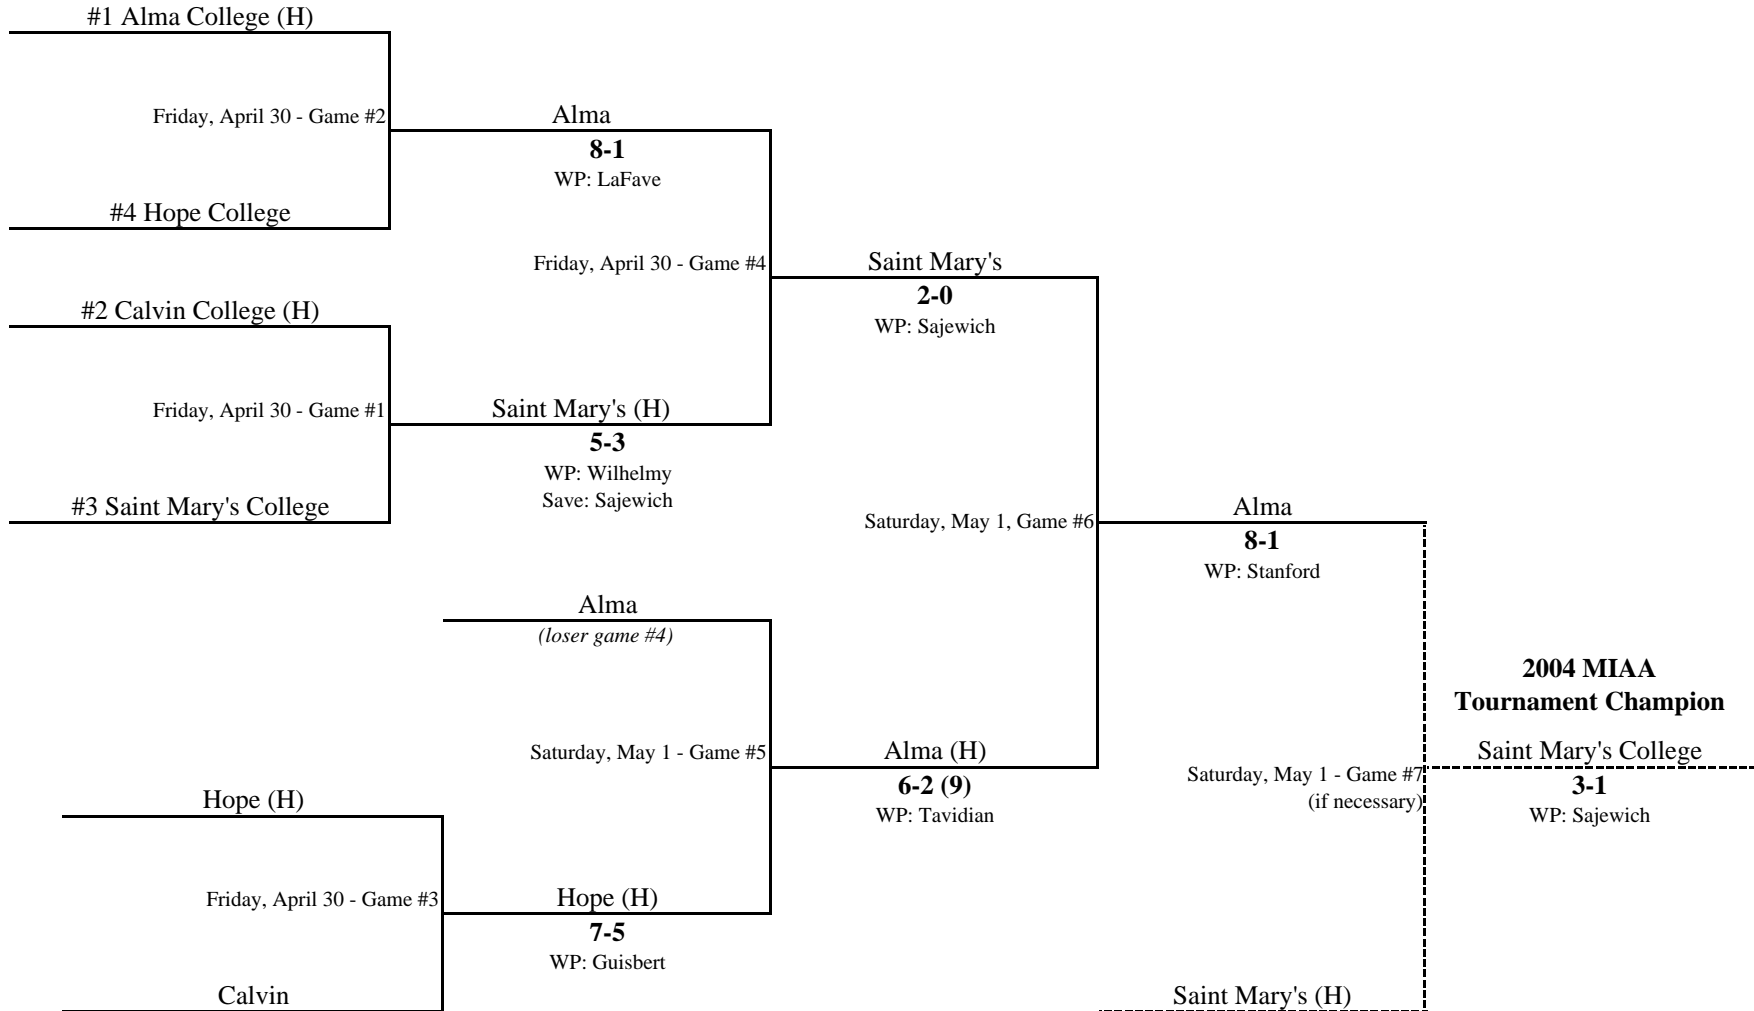 #1 Alma College (H)
Friday, April 30 - Game #2
#4 Hope College
Alma
8-1
WP: LaFave
#2 Calvin College (H)
Friday, April 30 - Game #1
#3 Saint Mary's College
Saint Mary's (H)
5-3
WP: Wilhelmy
Save: Sajewich
Friday, April 30 - Game #4
Saint Mary's
2-0
WP: Sajewich
Alma
(loser game #4)
Hope (H)
Friday, April 30 - Game #3
Calvin
Hope (H)
7-5
WP: Guisbert
Saturday, May 1 - Game #5
Alma (H)
6-2 (9)
WP: Tavidian
Saturday, May 1, Game #6
Alma
8-1
WP: Stanford
Saturday, May 1 - Game #7
(if necessary)
Saint Mary's (H)
2004 MIAA
Tournament Champion
Saint Mary's College
3-1
WP: Sajewich